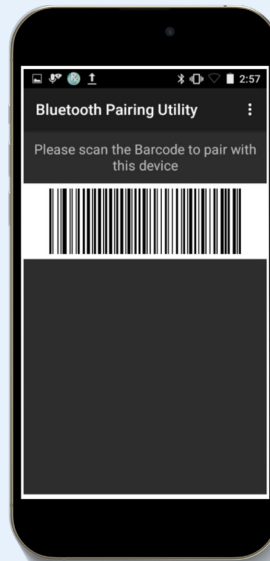 2:57
Bluetooth Pairing Utility
Please scan the Barcode to pair with
this device